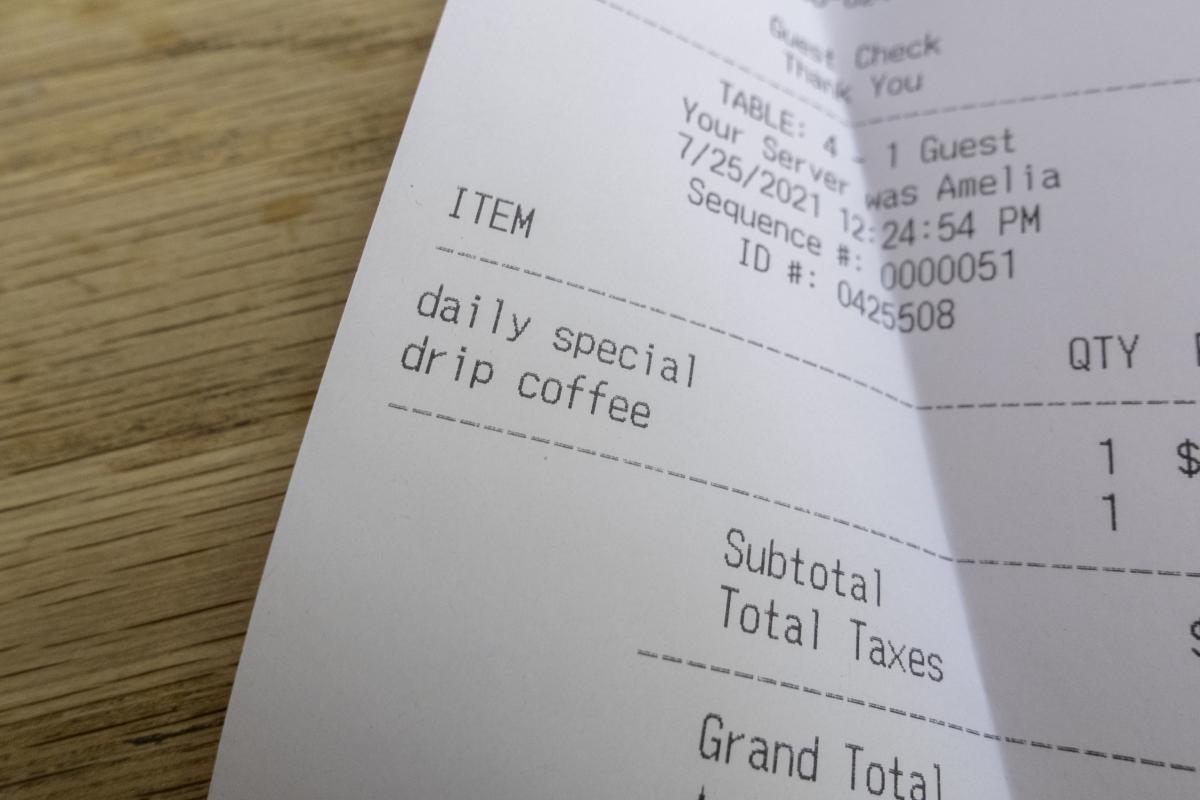 Guest Check
Thank You
TABLE: 4 - 1 Guest
Your Server was Amelia
7/25/2021 12:24:54 PM
Sequence #: 0000051
ID #: 0425508
ITEM QTY
daily special 1 $
drip coffee 1
Subtotal $
Total Taxes
Grand Total